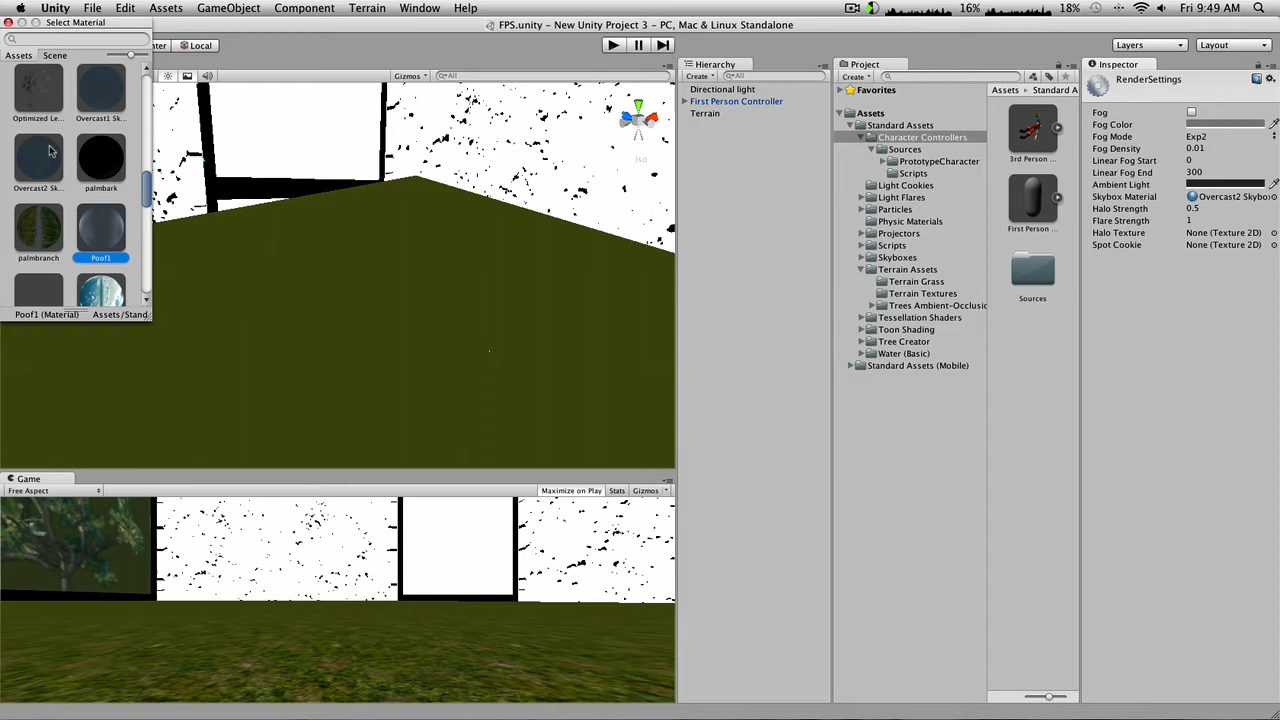 Unity File Edit Assets GameObject Component Terrain Window Help 16% 18% Fri 9:49 AM
Select Material
FPS.unity - New Unity Project 3 - PC, Mac & Linux Standalone
Local
Layers
Layout
Assets Scene
Optimized Le...
Overcast1 Sk...
Overcast2 Sk...
palmbark
palmbranch
Poof1
Poof1 (Material) Assets/Stand
Gizmos
All
Hierarchy
Create
All
Directional light
First Person Controller
Terrain
Project
Create
Favorites
Assets
Standard Assets
Character Controllers
Sources
PrototypeCharacter
Scripts
Light Cookies
Light Flares
Particles
Physic Materials
Projectors
Scripts
Skyboxes
Terrain Assets
Terrain Grass
Terrain Textures
Trees Ambient-Occlusic
Tessellation Shaders
Toon Shading
Tree Creator
Water (Basic)
Standard Assets (Mobile)
Assets Standard A
3rd Person ...
First Person ...
Sources
Inspector
RenderSettings
Fog
Fog Color
Fog Mode Exp2
Fog Density 0.01
Linear Fog Start 0
Linear Fog End 300
Ambient Light
Skybox Material Overcast2 Skybo
Halo Strength 0.5
Flare Strength 1
Halo Texture None (Texture 2D)
Spot Cookie None (Texture 2D)
Iso
Game
Free Aspect
Maximize on Play Stats Gizmos